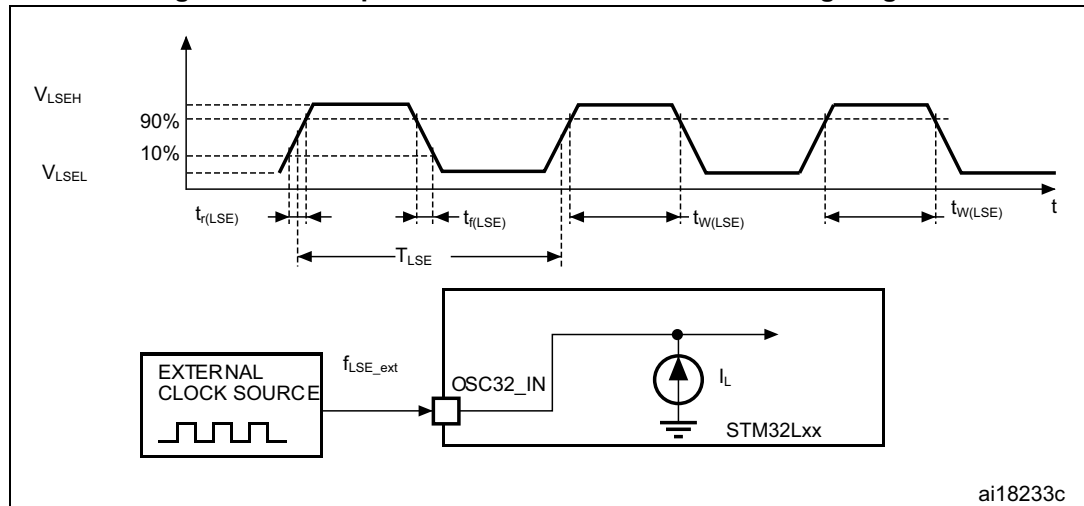 V_LSEH
90%
10%
V_LSEL
t_r(LSE)
t_f(LSE)
t_W(LSE)
t_W(LSE)
t
T_LSE
EXTERNAL
CLOCK SOURCE
f_LSE_ext
OSC32_IN
I_L
STM32Lxx
ai18233c